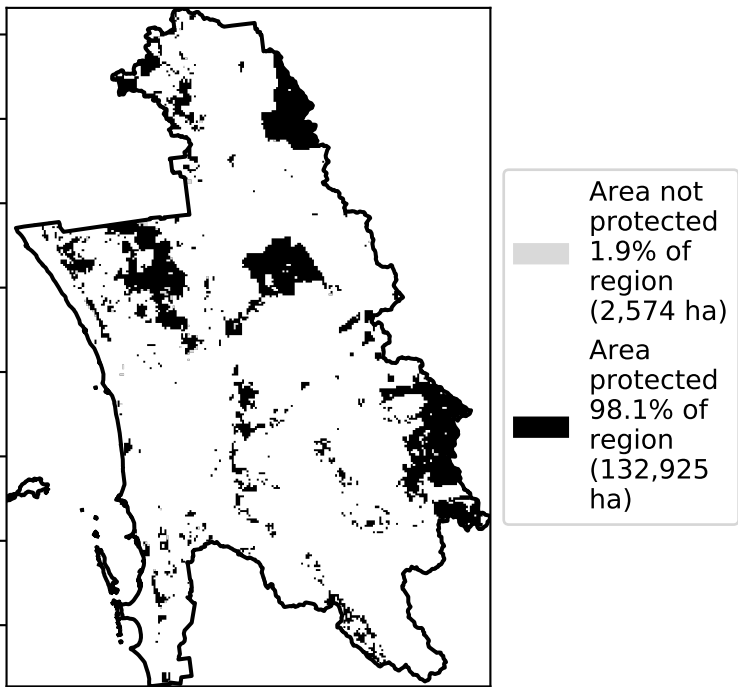 Area not
protected
1.9% of
region
(2,574 ha)
Area
protected
98.1% of
region
(132,925
ha)